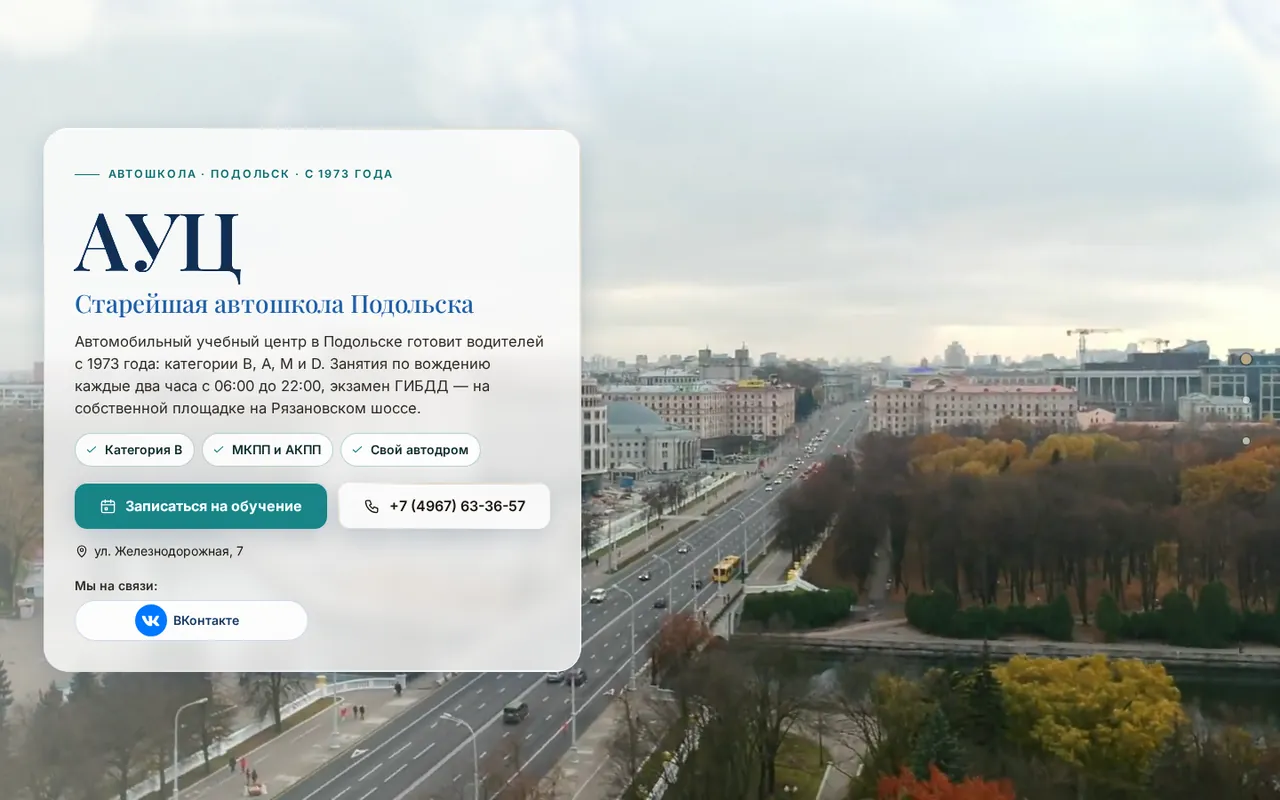 АВТОШКОЛА · ПОДОЛЬСК · С 1973 ГОДА
АУЦ
Старейшая автошкола Подольска
Автомобильный учебный центр в Подольске готовит водителей
с 1973 года: категории B, A, M и D. Занятия по вождению
каждые два часа с 06:00 до 22:00, экзамен ГИБДД — на
собственной площадке на Рязановском шоссе.
Категория B
МКПП и АКПП
Свой автодром
Записаться на обучение
+7 (4967) 63-36-57
ул. Железнодорожная, 7
Мы на связи:
ВКонтакте